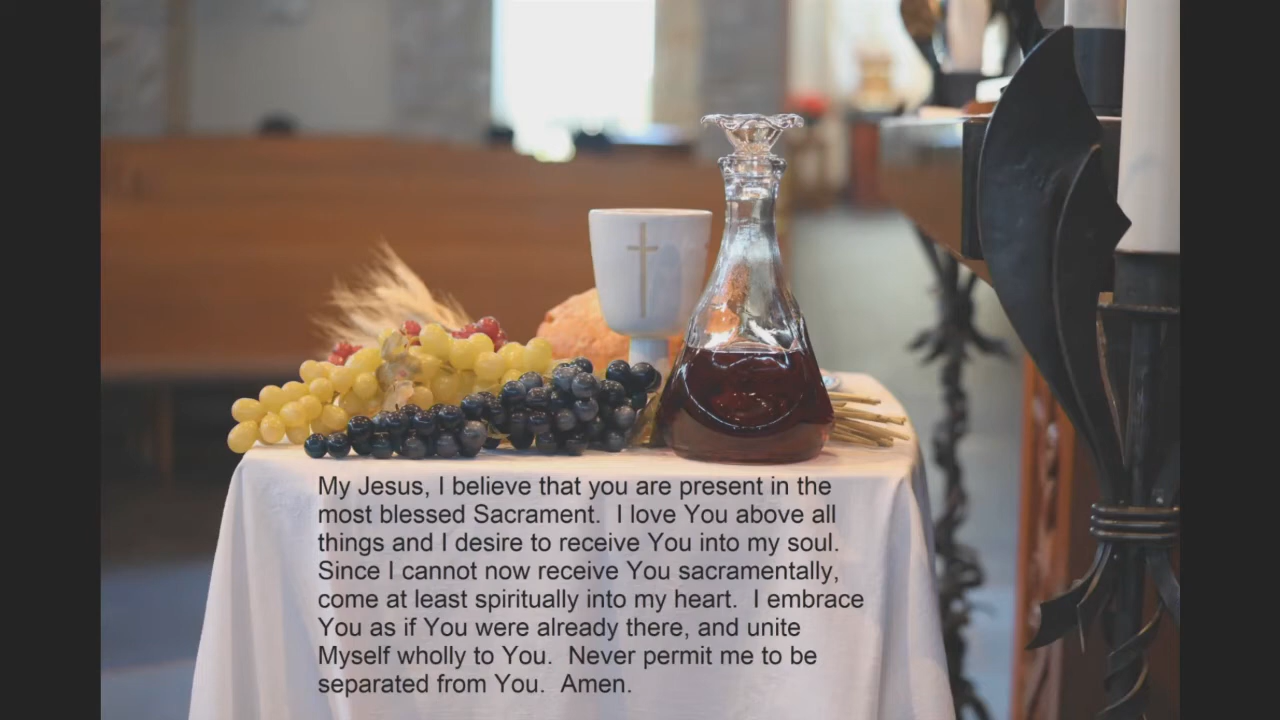 My Jesus, I believe that you are present in the
most blessed Sacrament.  I love You above all
things and I desire to receive You into my soul.
Since I cannot now receive You sacramentally,
come at least spiritually into my heart.  I embrace
You as if You were already there, and unite
Myself wholly to You.  Never permit me to be
separated from You.  Amen.